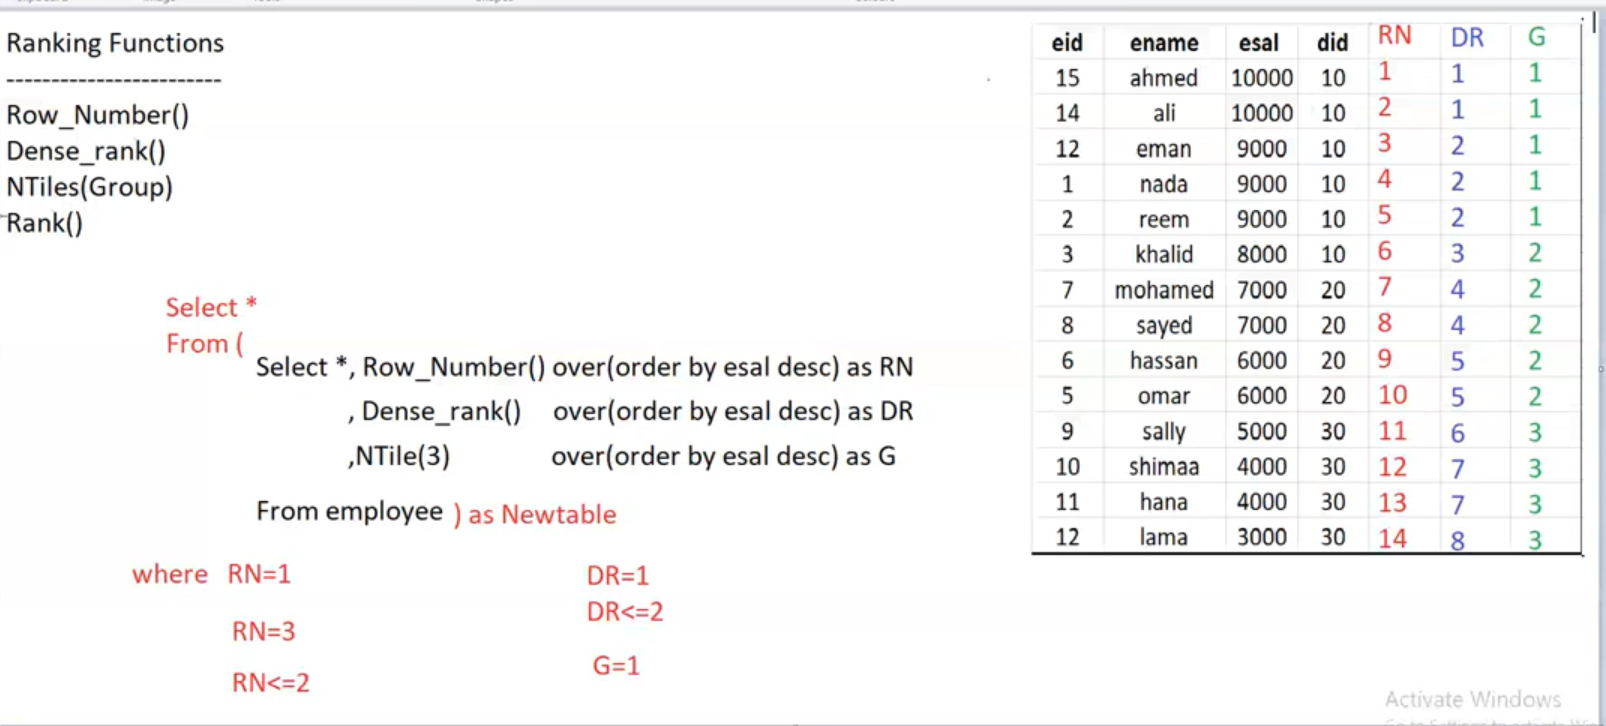 Ranking Functions
------------------------
Row_Number()
Dense_rank()
NTiles(Group)
Rank()
Select *
From (
Select *, Row_Number() over(order by esal desc) as RN
, Dense_rank() over(order by esal desc) as DR
,NTile(3) over(order by esal desc) as G
From employee ) as Newtable
where RN=1 DR=1
DR<=2
RN=3
G=1
RN<=2
eid ename esal did RN DR G
15 ahmed 10000 10 1 1 1
14 ali 10000 10 2 1 1
12 eman 9000 10 3 2 1
1 nada 9000 10 4 2 1
2 reem 9000 10 5 2 1
3 khalid 8000 10 6 3 2
7 mohamed 7000 20 7 4 2
8 sayed 7000 20 8 4 2
6 hassan 6000 20 9 5 2
5 omar 6000 20 10 5 2
9 sally 5000 30 11 6 3
10 shimaa 4000 30 12 7 3
11 hana 4000 30 13 7 3
12 lama 3000 30 14 8 3
Activate Windows